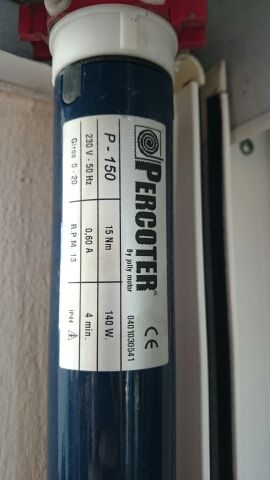 PERCOTER®
By jolly motor
0401030541
CE
P-150
15 Nm
140 W.
230 V - 50 Hz
0,60 A
4 min.
Giros 0-20
R.P.M 13
IP44